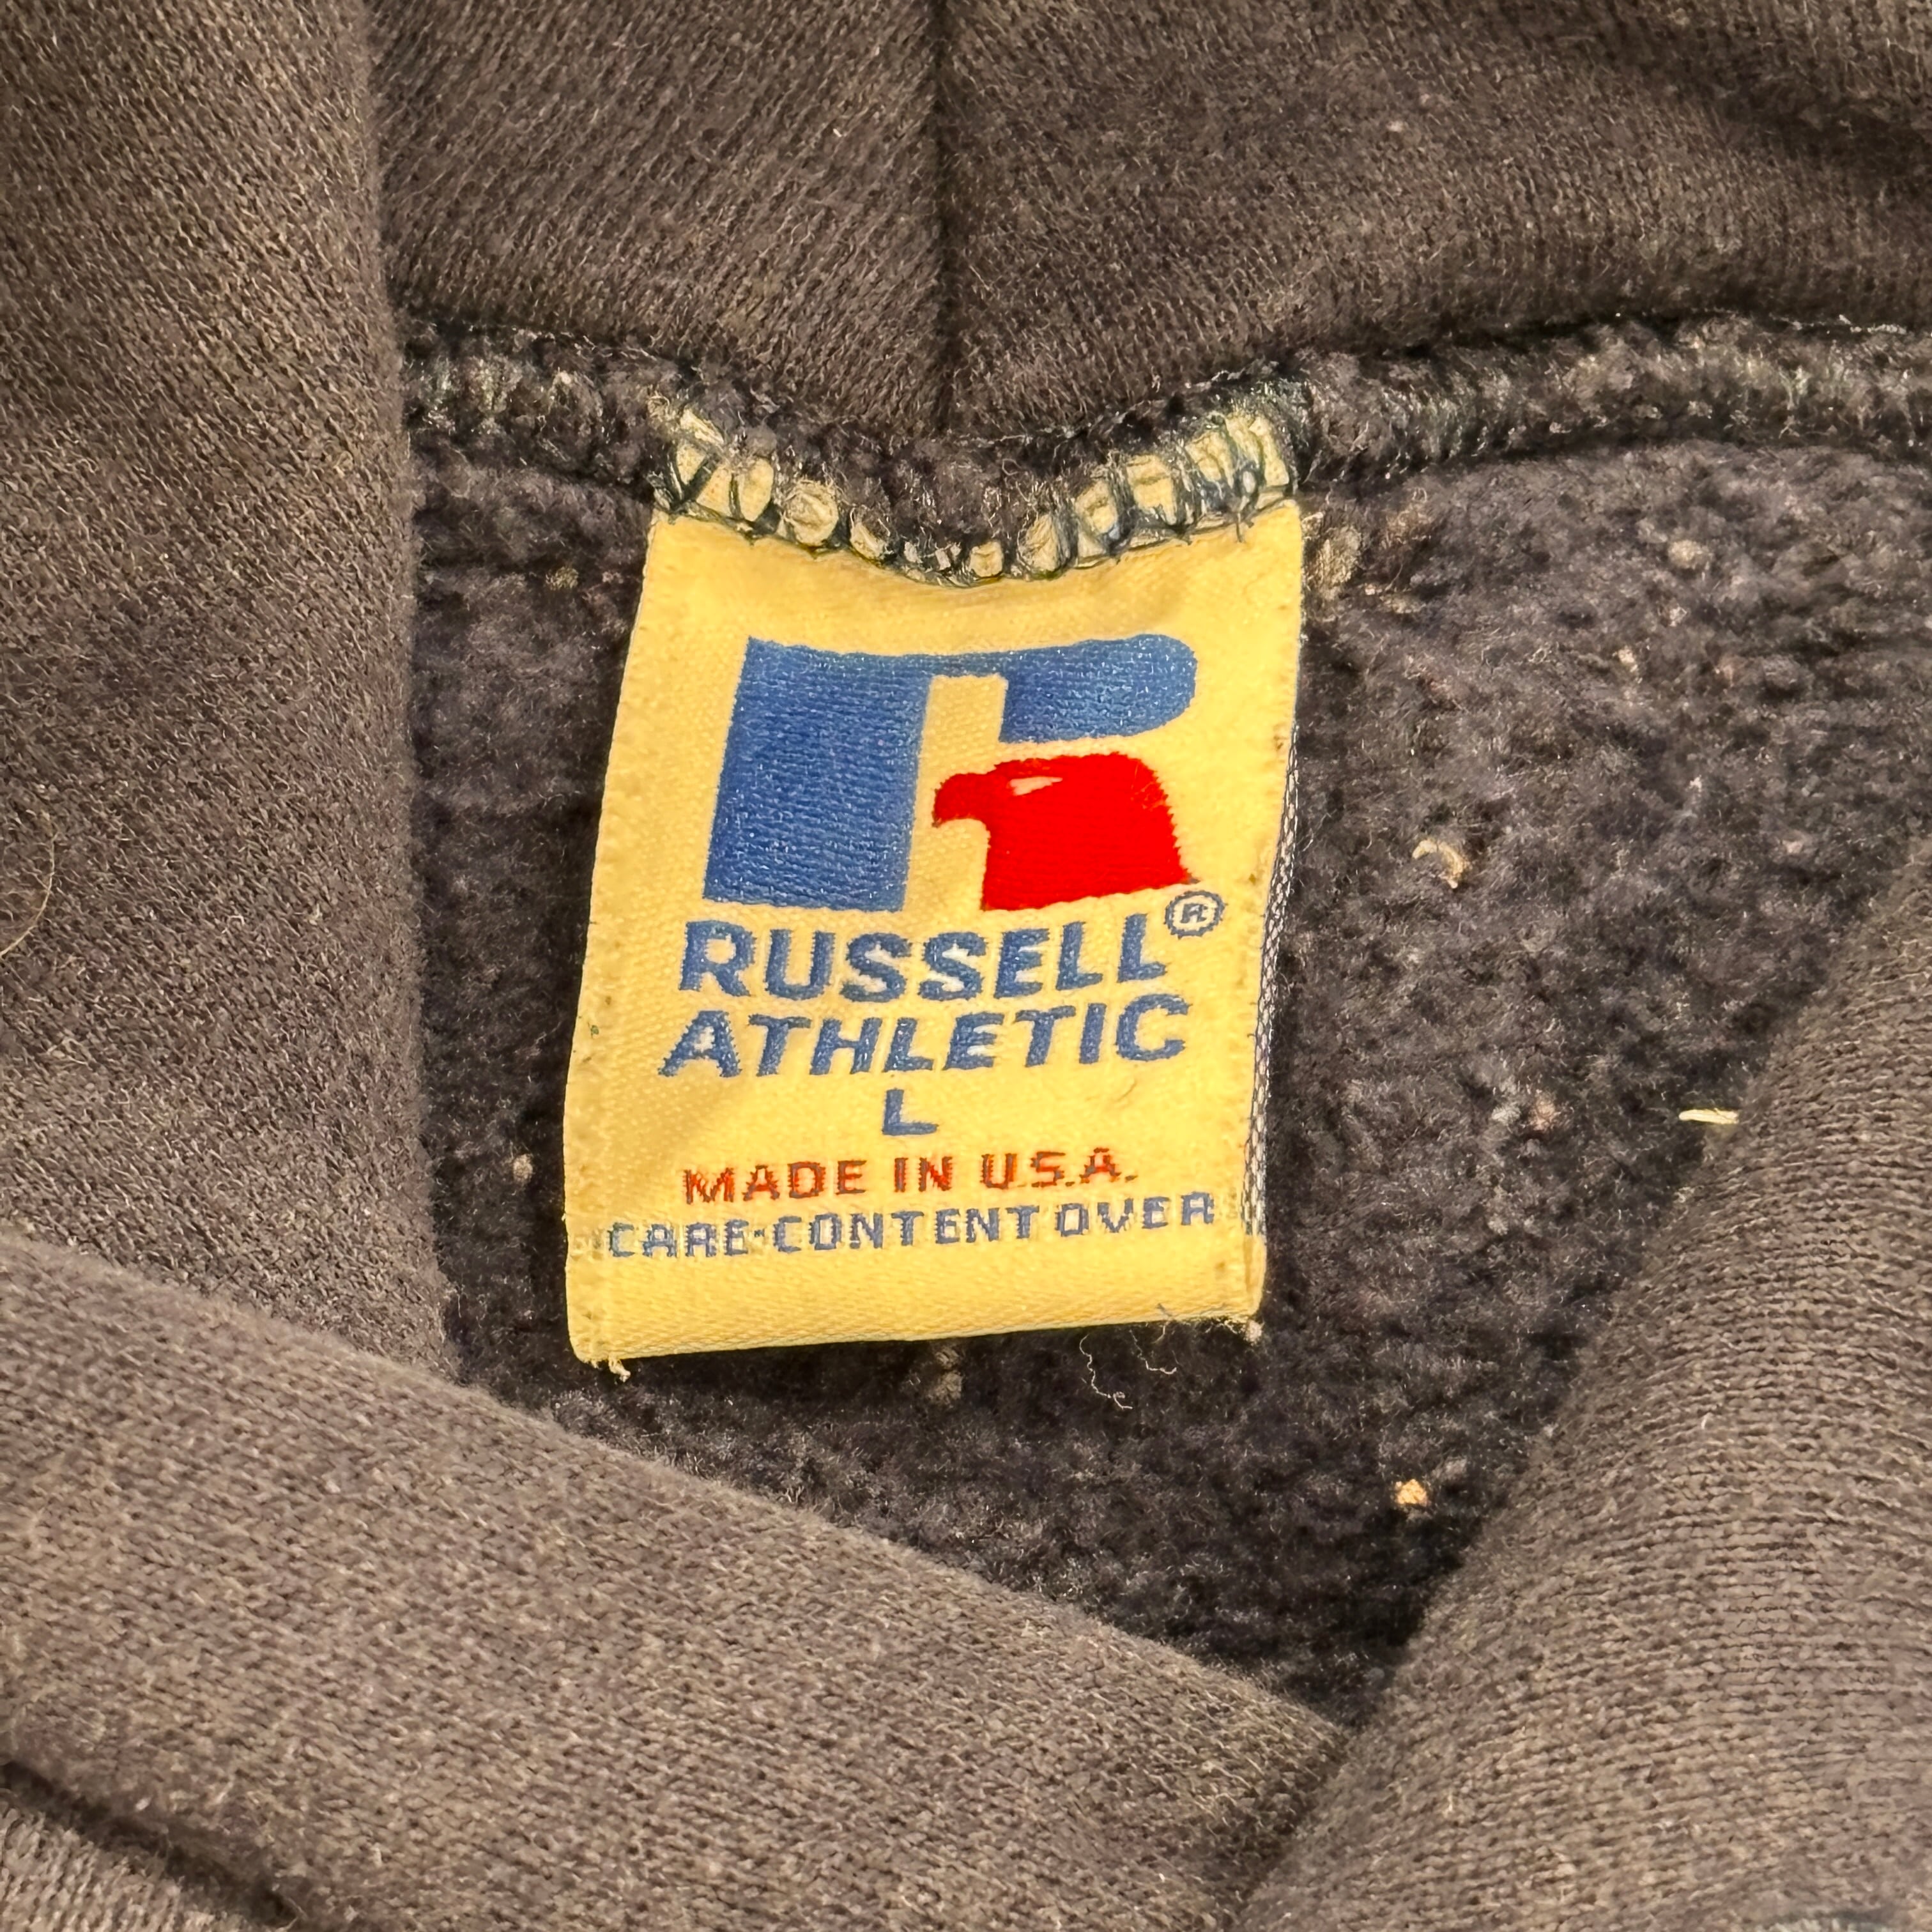 R
RUSSELL®
ATHLETIC
L
MADE IN U.S.A.
CARE·CONTENT OVER